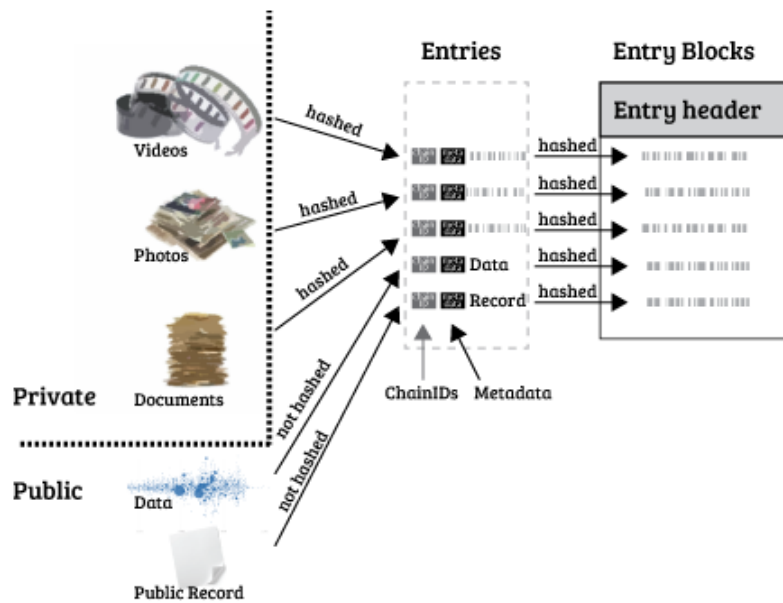 Entries
Entry Blocks
Entry header
Videos
hashed
hashed
Photos
hashed
hashed
hashed
hashed
Data
hashed
hashed
Record
hashed
Private
Documents
ChainIDs
Metadata
not hashed
not hashed
Public
Data
Public Record